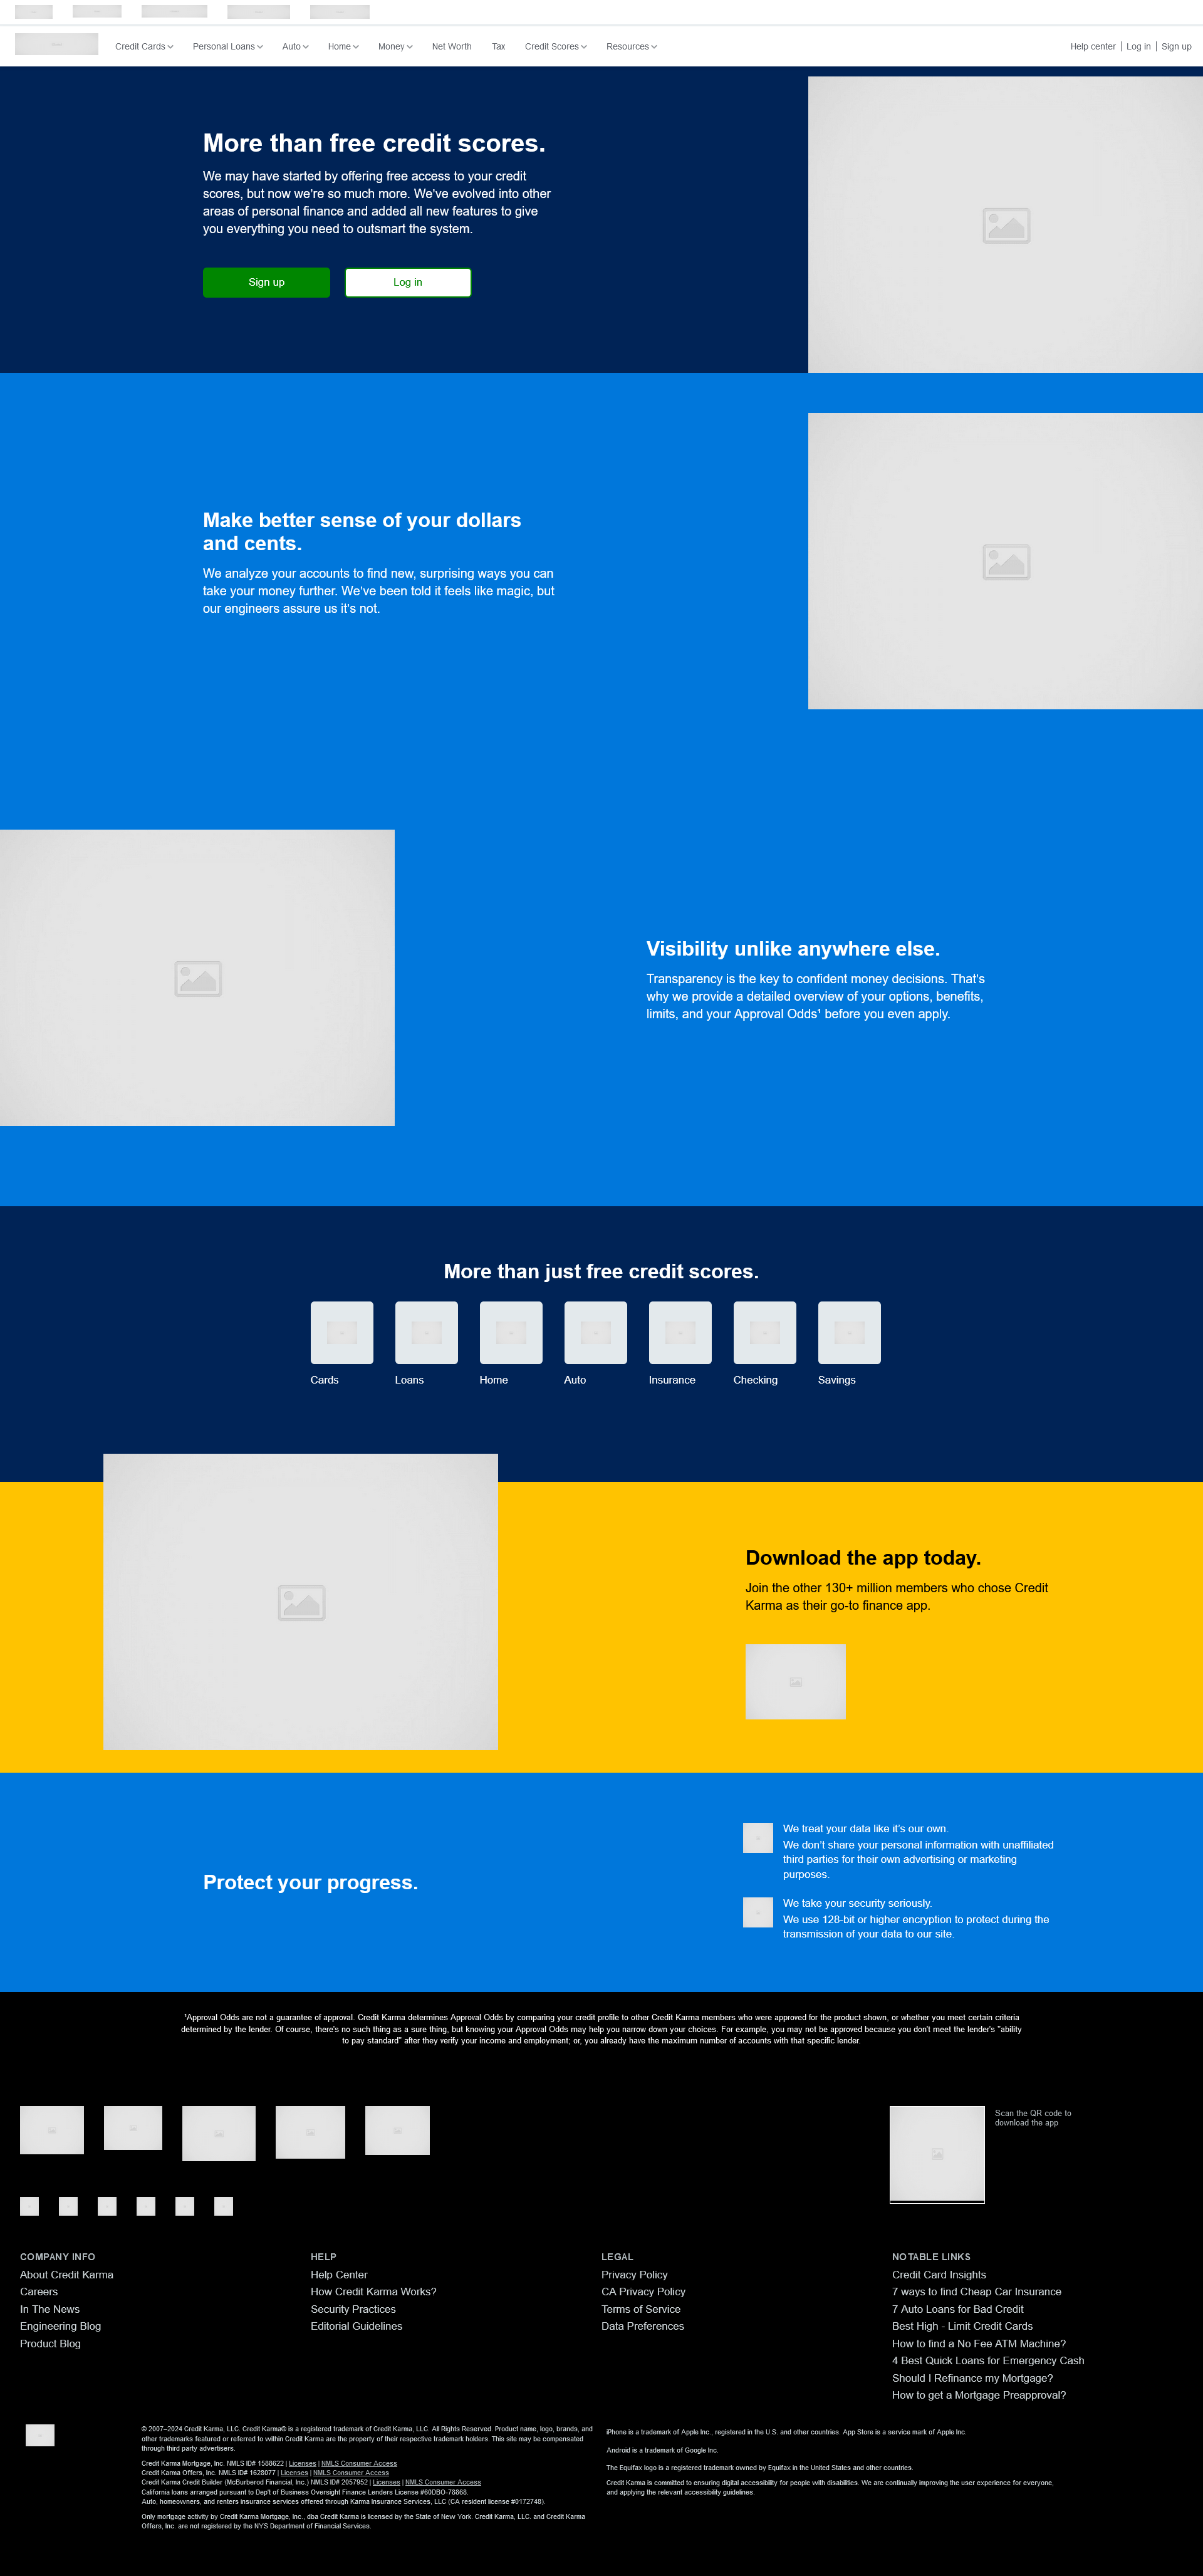 Credit Cards Personal Loans Auto Home Money Net Worth Tax Credit Scores Resources Help center Log in Sign up
More than free credit scores.
We may have started by offering free access to your credit
scores, but now we're so much more. We've evolved into other
areas of personal finance and added all new features to give
you everything you need to outsmart the system.
Sign up Log in
Make better sense of your dollars
and cents.
We analyze your accounts to find new, surprising ways you can
take your money further. We've been told it feels like magic, but
our engineers assure us it's not.
Visibility unlike anywhere else.
Transparency is the key to confident money decisions. That's
why we provide a detailed overview of your options, benefits,
limits, and your Approval Odds¹ before you even apply.
More than just free credit scores.
Cards Loans Home Auto Insurance Checking Savings
Download the app today.
Join the other 130+ million members who chose Credit
Karma as their go-to finance app.
Protect your progress.
We treat your data like it's our own.
We don't share your personal information with unaffiliated
third parties for their own advertising or marketing
purposes.
We take your security seriously.
We use 128-bit or higher encryption to protect during the
transmission of your data to our site.
¹Approval Odds are not a guarantee of approval. Credit Karma determines Approval Odds by comparing your credit profile to other Credit Karma members who were approved for the product shown, or whether you meet certain criteria
determined by the lender. Of course, there's no such thing as a sure thing, but knowing your Approval Odds may help you narrow down your choices. For example, you may not be approved because you don't meet the lender's "ability
to pay standard" after they verify your income and employment; or, you already have the maximum number of accounts with that specific lender.
Scan the QR code to
download the app
COMPANY INFO
About Credit Karma
Careers
In The News
Engineering Blog
Product Blog
HELP
Help Center
How Credit Karma Works?
Security Practices
Editorial Guidelines
LEGAL
Privacy Policy
CA Privacy Policy
Terms of Service
Data Preferences
NOTABLE LINKS
Credit Card Insights
7 ways to find Cheap Car Insurance
7 Auto Loans for Bad Credit
Best High - Limit Credit Cards
How to find a No Fee ATM Machine?
4 Best Quick Loans for Emergency Cash
Should I Refinance my Mortgage?
How to get a Mortgage Preapproval?
© 2007–2024 Credit Karma, LLC. Credit Karma® is a registered trademark of Credit Karma, LLC. All Rights Reserved. Product name, logo, brands, and
other trademarks featured or referred to within Credit Karma are the property of their respective trademark holders. This site may be compensated
through third party advertisers.
Credit Karma Mortgage, Inc. NMLS ID# 1588622 | Licenses | NMLS Consumer Access
Credit Karma Offers, Inc. NMLS ID# 1628077 | Licenses | NMLS Consumer Access
Credit Karma Credit Builder (McBurberod Financial, Inc.) NMLS ID# 2057952 | Licenses | NMLS Consumer Access
California loans arranged pursuant to Dep't of Business Oversight Finance Lenders License #60DBO-78868.
Auto, homeowners, and renters insurance services offered through Karma Insurance Services, LLC (CA resident license #0172748).
Only mortgage activity by Credit Karma Mortgage, Inc., dba Credit Karma is licensed by the State of New York. Credit Karma, LLC. and Credit Karma
Offers, Inc. are not registered by the NYS Department of Financial Services.
iPhone is a trademark of Apple Inc., registered in the U.S. and other countries. App Store is a service mark of Apple Inc.
Android is a trademark of Google Inc.
The Equifax logo is a registered trademark owned by Equifax in the United States and other countries.
Credit Karma is committed to ensuring digital accessibility for people with disabilities. We are continually improving the user experience for everyone,
and applying the relevant accessibility guidelines.